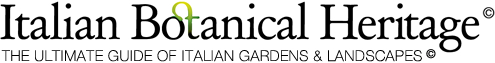 Italian Botanical Heritage©
THE ULTIMATE GUIDE OF ITALIAN GARDENS & LANDSCAPES ©